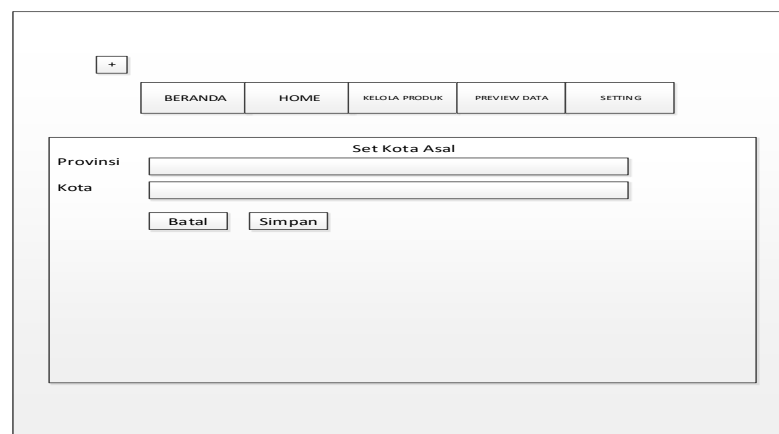 +
BERANDA HOME KELOLA PRODUK PREVIEW DATA SETTING
Set Kota Asal
Provinsi
Kota
Batal Simpan